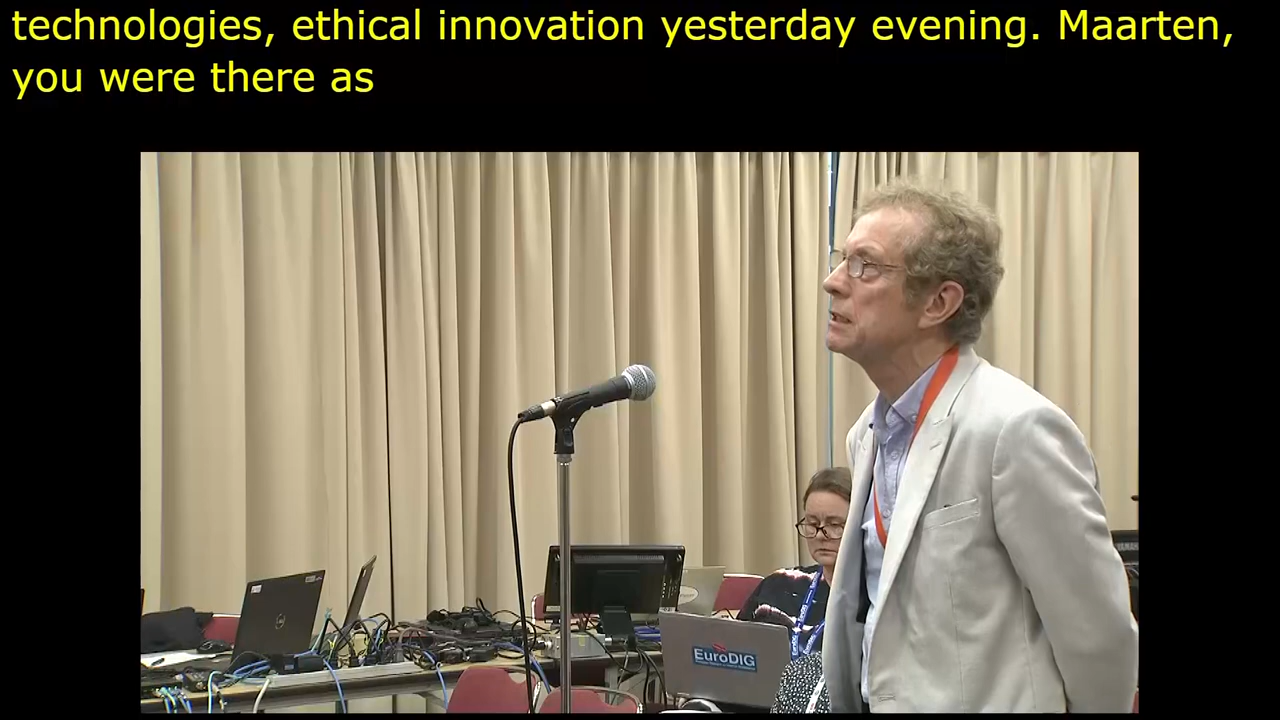 technologies, ethical innovation yesterday evening. Maarten,
you were there as
EuroDIG